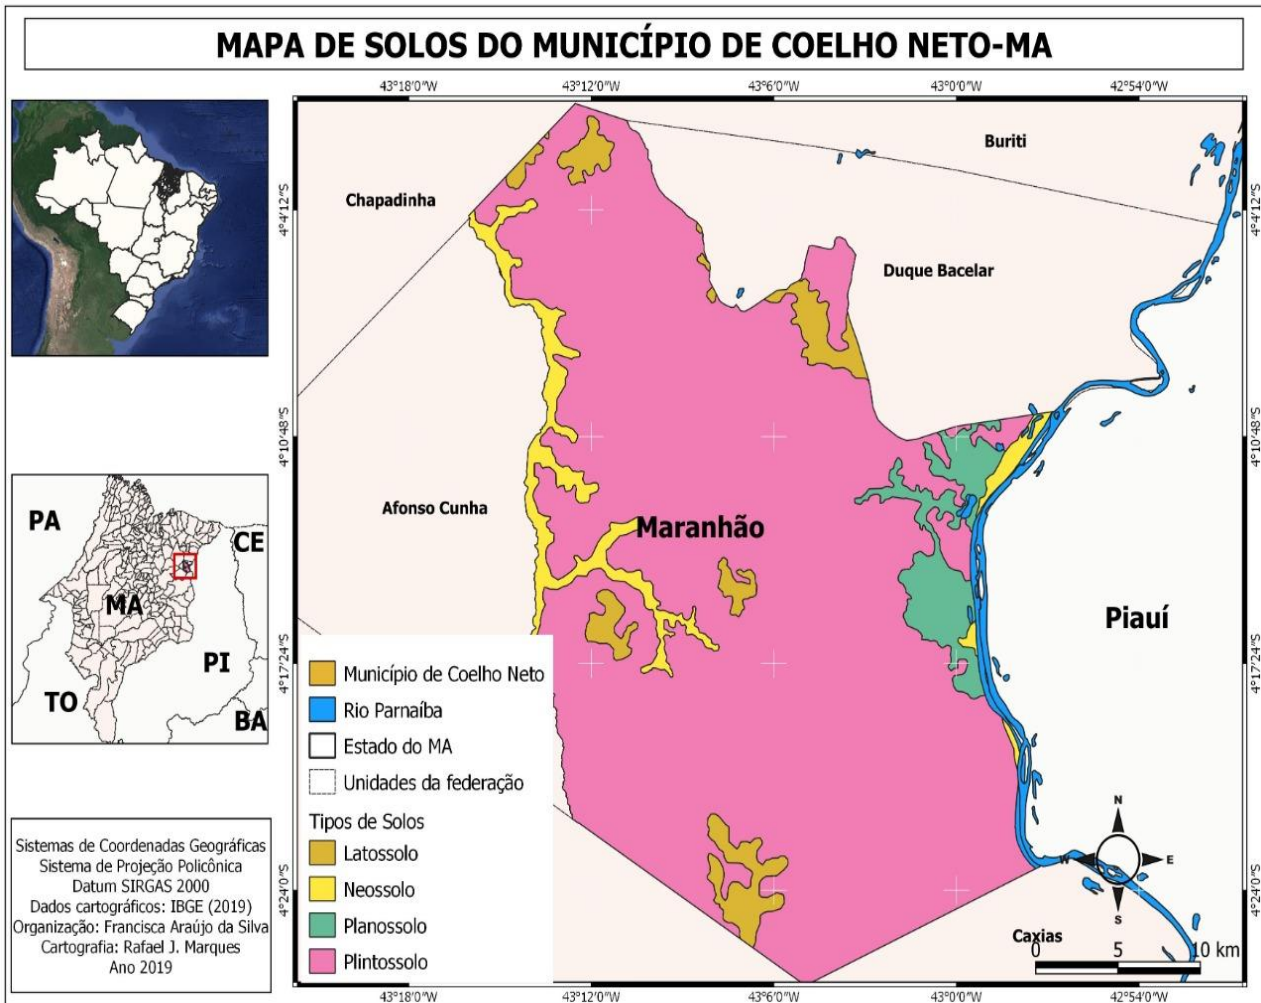 MAPA DE SOLOS DO MUNICÍPIO DE COELHO NETO-MA
43°18'0"W
43°12'0"W
43°6'0"W
43°0'0"W
42°54'0"W
4°4'12"S
4°10'48"S
4°17'24"S
4°24'0"S
Buriti
Chapadinha
Duque Bacelar
Afonso Cunha
Maranhão
Piauí
Caxias
PA
CE
MA
PI
TO
BA
Município de Coelho Neto
Rio Parnaíba
Estado do MA
Unidades da federação
Tipos de Solos
Latossolo
Neossolo
Planossolo
Plintossolo
Sistemas de Coordenadas Geográficas
Sistema de Projeção Policônica
Datum SIRGAS 2000
Dados cartográficos: IBGE (2019)
Organização: Francisca Araújo da Silva
Cartografia: Rafael J. Marques
Ano 2019
N
W
E
S
0 5 10 km
4°4'12"S
4°10'48"S
4°17'24"S
4°24'0"S
43°18'0"W
43°12'0"W
43°6'0"W
43°0'0"W
42°54'0"W